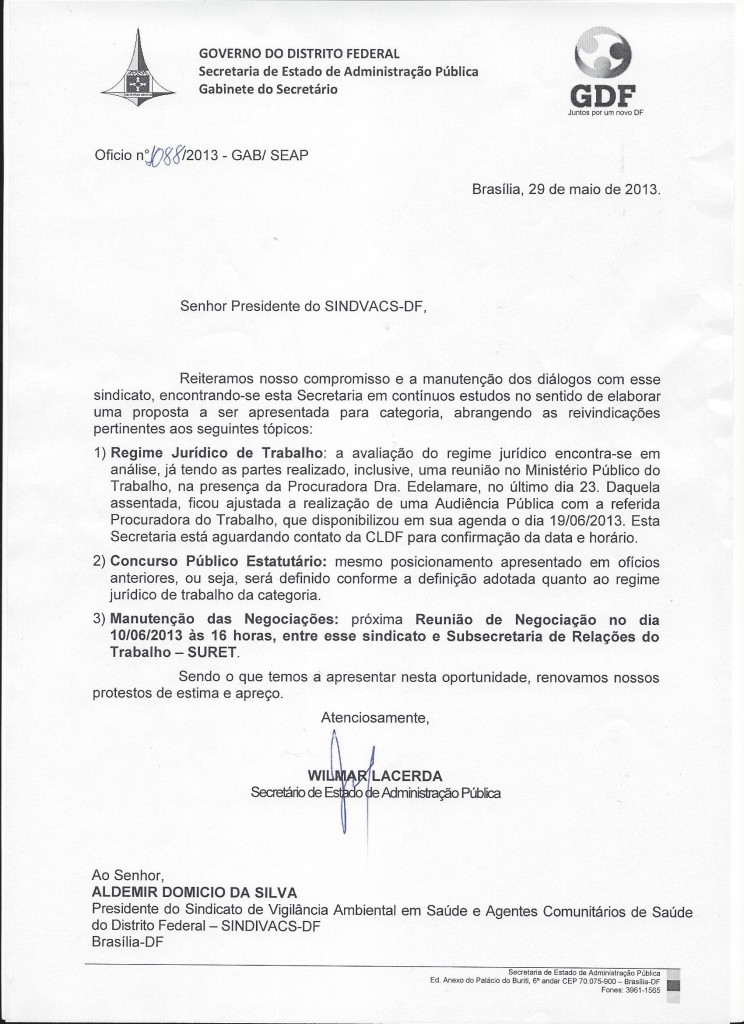 GOVERNO DO DISTRITO FEDERAL
Secretaria de Estado de Administração Pública
Gabinete do Secretário
GDF
Juntos por um novo DF
Oficio nº 1088/2013 - GAB/ SEAP
Brasília, 29 de maio de 2013.
Senhor Presidente do SINDVACS-DF,
Reiteramos nosso compromisso e a manutenção dos diálogos com esse
sindicato, encontrando-se esta Secretaria em contínuos estudos no sentido de elaborar
uma proposta a ser apresentada para categoria, abrangendo as reivindicações
pertinentes aos seguintes tópicos:
1) Regime Jurídico de Trabalho: a avaliação do regime jurídico encontra-se em
análise, já tendo as partes realizado, inclusive, uma reunião no Ministério Público do
Trabalho, na presença da Procuradora Dra. Edelamare, no último dia 23. Daquela
assentada, ficou ajustada a realização de uma Audiência Pública com a referida
Procuradora do Trabalho, que disponibilizou em sua agenda o dia 19/06/2013. Esta
Secretaria está aguardando contato da CLDF para confirmação da data e horário.
2) Concurso Público Estatutário: mesmo posicionamento apresentado em ofícios
anteriores, ou seja, será definido conforme a definição adotada quanto ao regime
jurídico de trabalho da categoria.
3) Manutenção das Negociações: próxima Reunião de Negociação no dia
10/06/2013 às 16 horas, entre esse sindicato e Subsecretaria de Relações do
Trabalho – SURET.
Sendo o que temos a apresentar nesta oportunidade, renovamos nossos
protestos de estima e apreço.
Atenciosamente,
WILMAR LACERDA
Secretário de Estado de Administração Pública
Ao Senhor,
ALDEMIR DOMICIO DA SILVA
Presidente do Sindicato de Vigilância Ambiental em Saúde e Agentes Comunitários de Saúde
do Distrito Federal – SINDIVACS-DF
Brasília-DF
Secretaria de Estado de Administração Pública
Ed. Anexo do Palácio do Buriti, 6º andar CEP 70.075-900 – Brasília-DF
Fones: 3961-1565